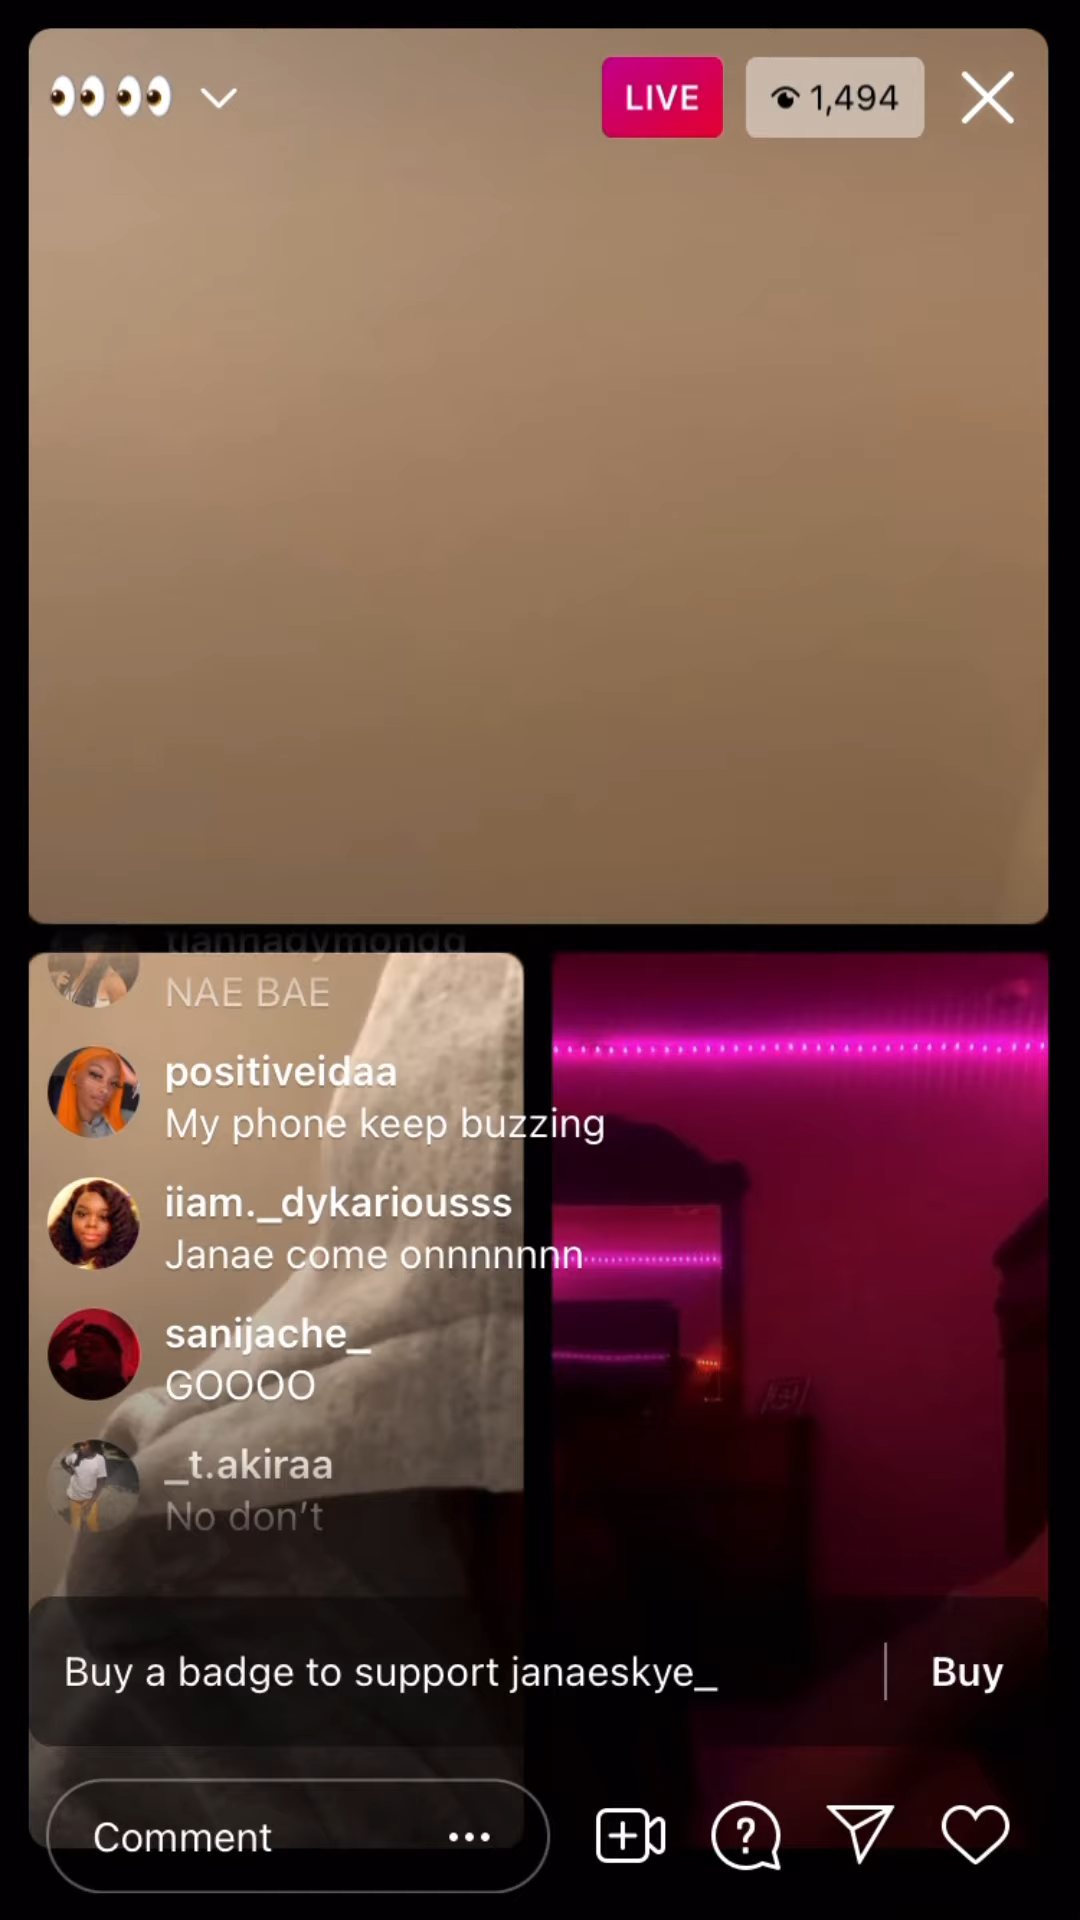 👀👀
LIVE
1,494
tiannadymondd
NAE BAE
positiveidaa
My phone keep buzzing
iiam._dykariousss
Janae come onnnnnnn
sanijache_
GOOOO
_t.akiraa
No don’t
Buy a badge to support janaeskye_
Buy
Comment